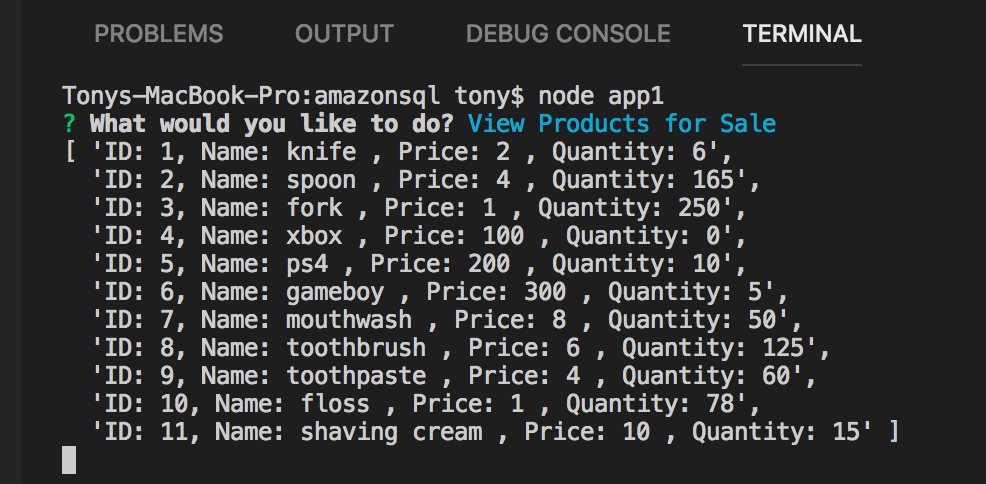 PROBLEMS OUTPUT DEBUG CONSOLE TERMINAL
Tonys-MacBook-Pro:amazonsql tony$ node app1
? What would you like to do? View Products for Sale
[ 'ID: 1, Name: knife , Price: 2 , Quantity: 6',
'ID: 2, Name: spoon , Price: 4 , Quantity: 165',
'ID: 3, Name: fork , Price: 1 , Quantity: 250',
'ID: 4, Name: xbox , Price: 100 , Quantity: 0',
'ID: 5, Name: ps4 , Price: 200 , Quantity: 10',
'ID: 6, Name: gameboy , Price: 300 , Quantity: 5',
'ID: 7, Name: mouthwash , Price: 8 , Quantity: 50',
'ID: 8, Name: toothbrush , Price: 6 , Quantity: 125',
'ID: 9, Name: toothpaste , Price: 4 , Quantity: 60',
'ID: 10, Name: floss , Price: 1 , Quantity: 78',
'ID: 11, Name: shaving cream , Price: 10 , Quantity: 15' ]